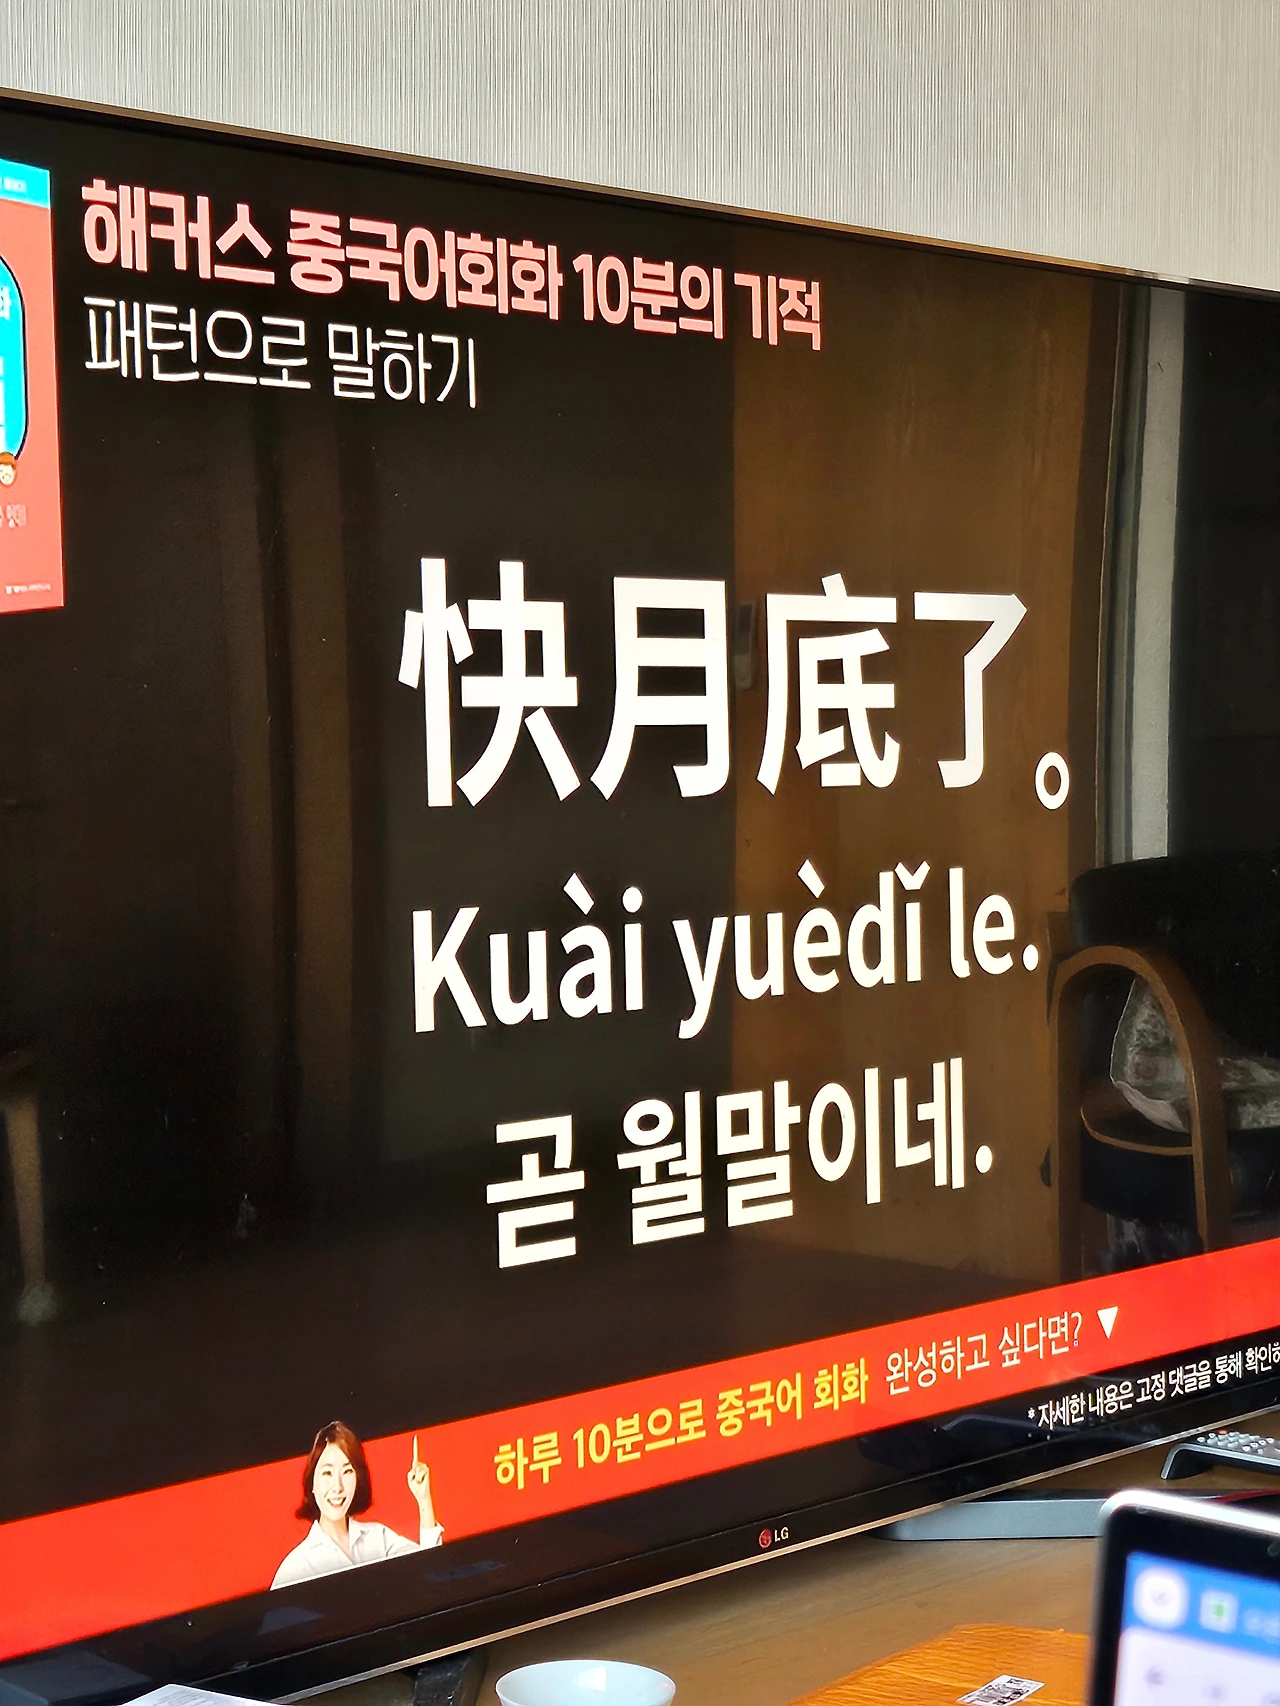 해커스 중국어회화 10분의 기적
패턴으로 말하기
快月底了。
Kuài yuèdǐ le.
곧 월말이네.
하루 10분으로 중국어 회화 완성하고 싶다면? ▼
* 자세한 내용은 고정 댓글을 통해 확인하
LG